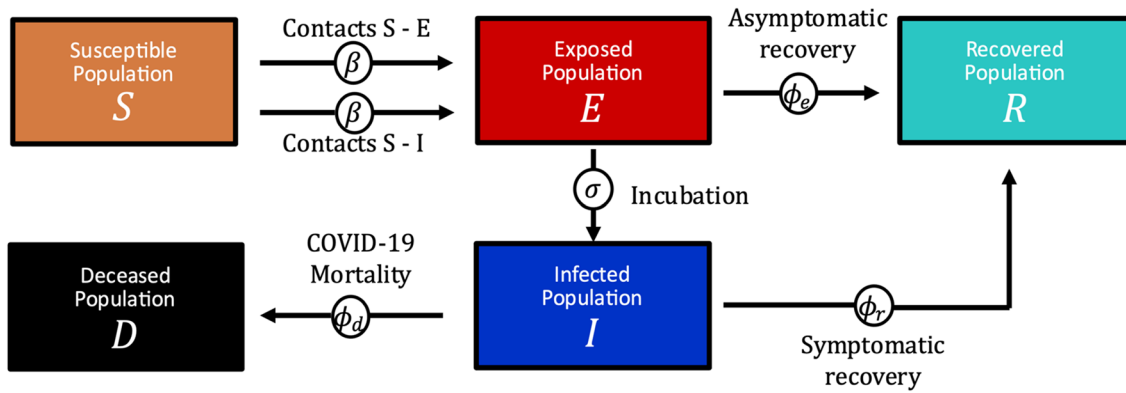 Susceptible
Population
S
Contacts S - E
β
β
Contacts S - I
Exposed
Population
E
Asymptomatic
recovery
ϕe
Recovered
Population
R
σ
Incubation
Deceased
Population
D
COVID-19
Mortality
ϕd
Infected
Population
I
ϕr
Symptomatic
recovery